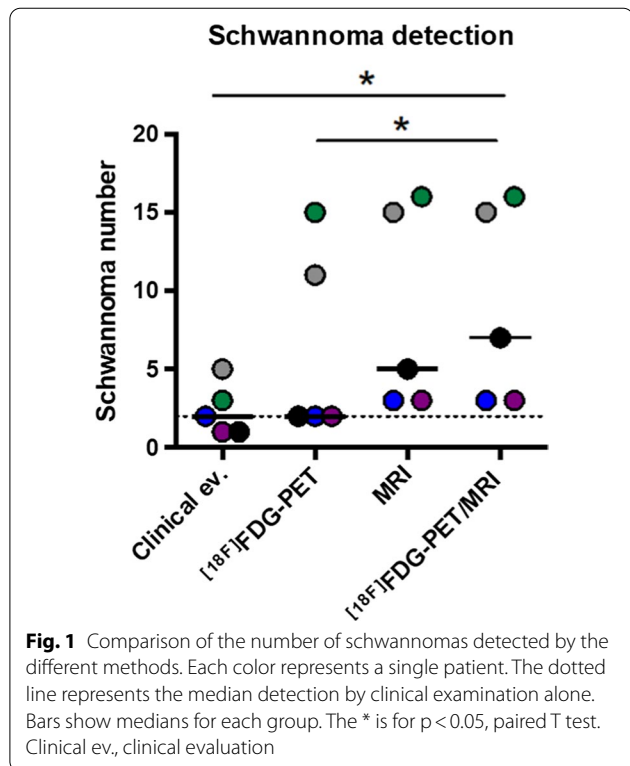 Schwannoma detection
*
*
Schwannoma number
20
15
10
5
0
Clinical ev.
[18F]FDG-PET
MRI
[18F]FDG-PET/MRI
Fig. 1 Comparison of the number of schwannomas detected by the
different methods. Each color represents a single patient. The dotted
line represents the median detection by clinical examination alone.
Bars show medians for each group. The * is for p < 0.05, paired T test.
Clinical ev., clinical evaluation